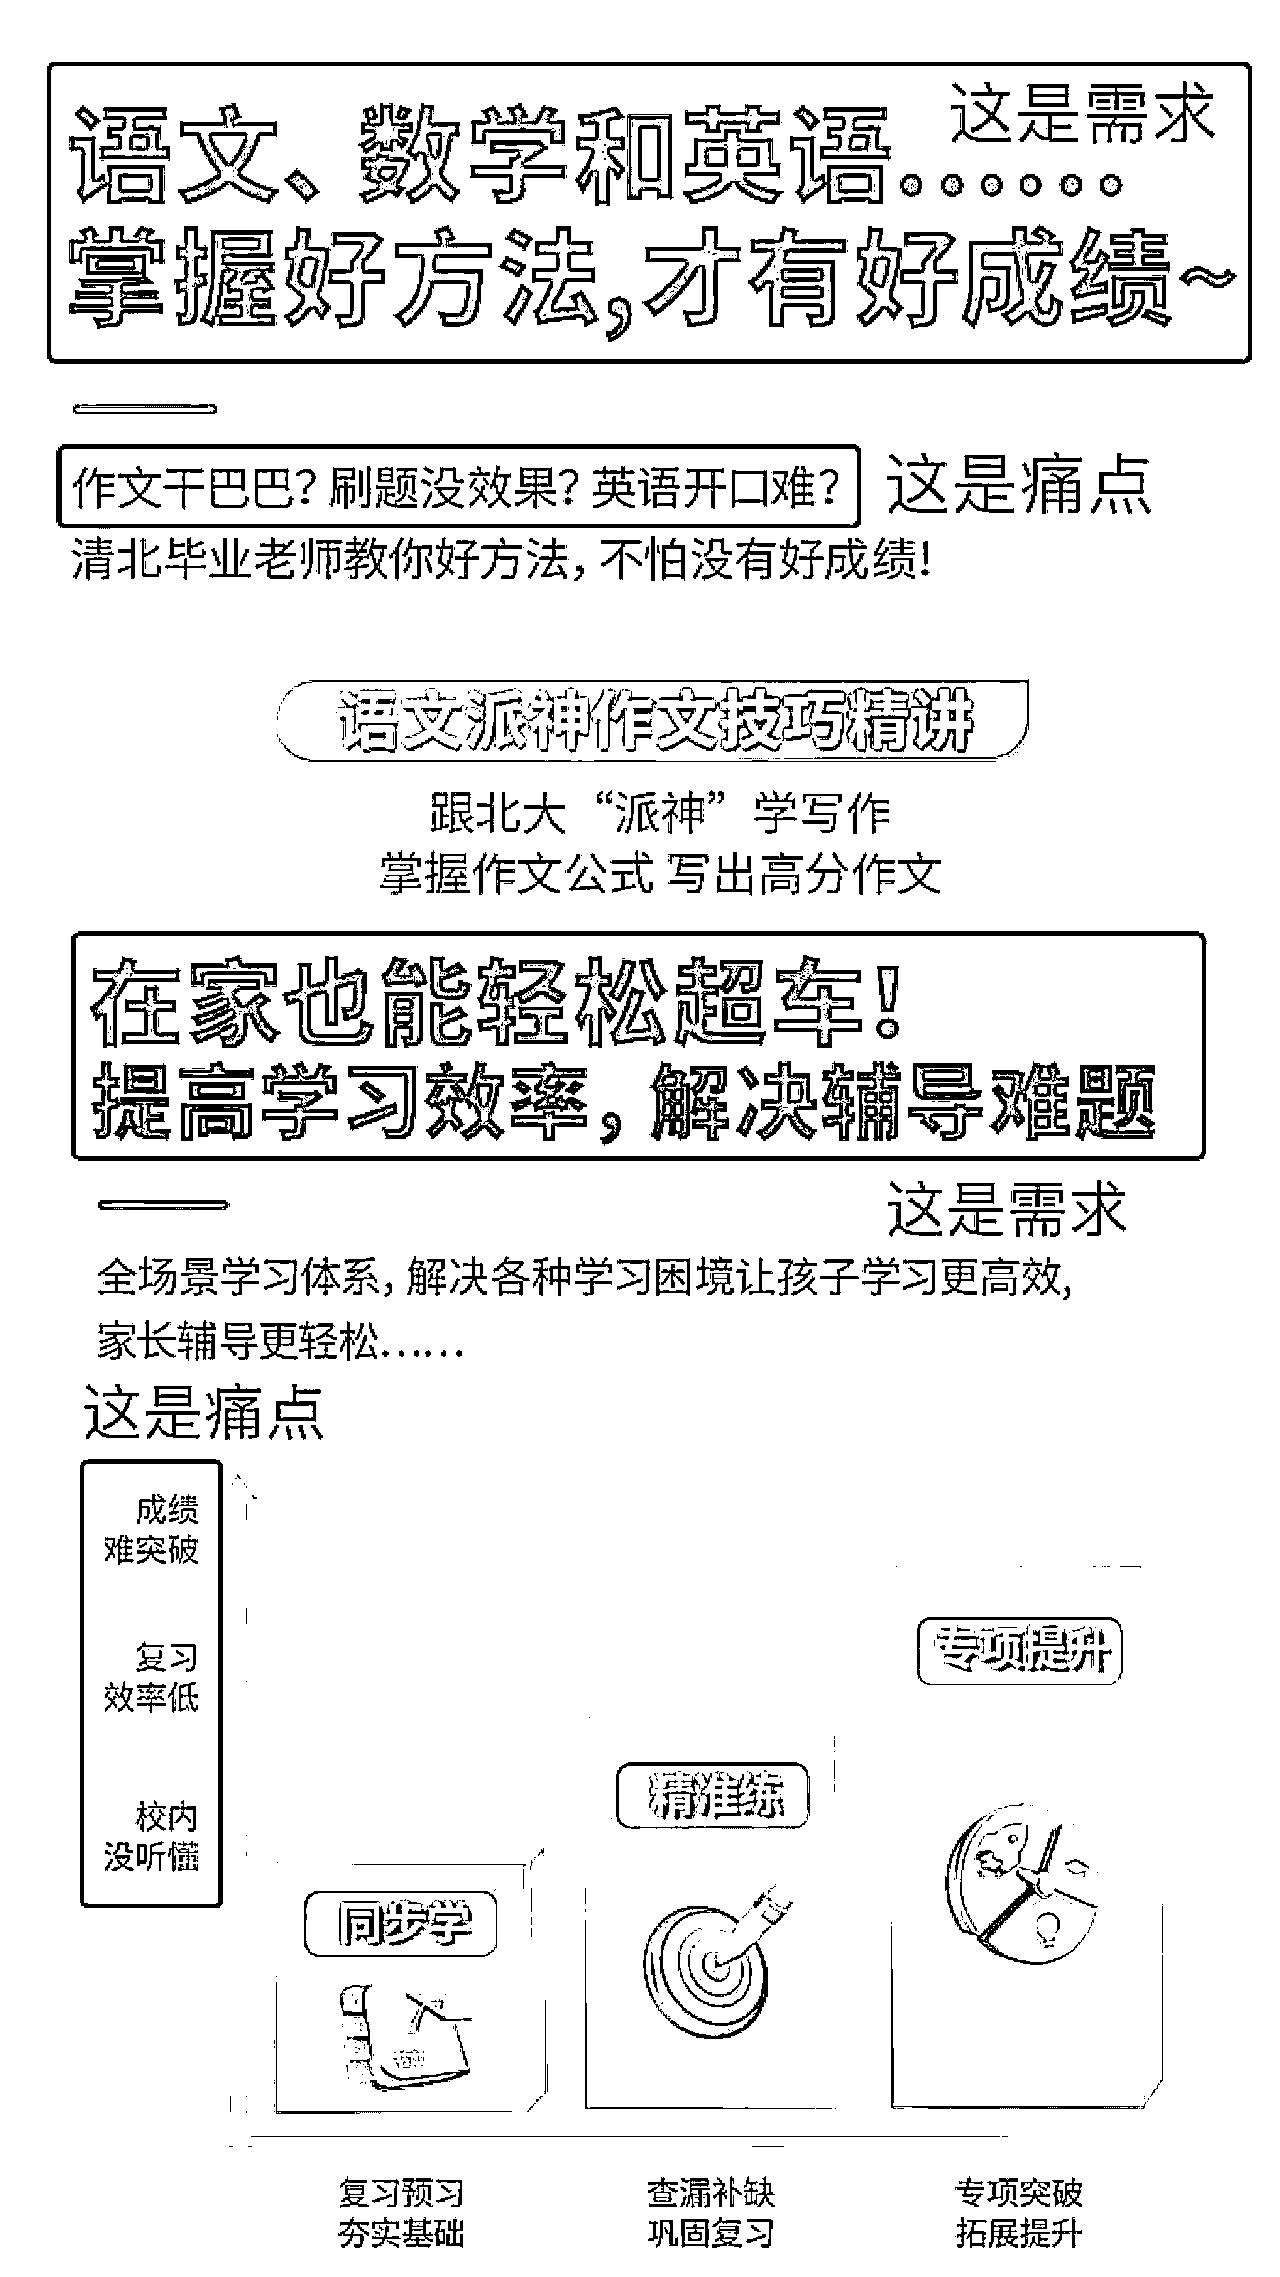 这是需求
语文、数学和英语......
掌握好方法,才有好成绩~
作文干巴巴？刷题没效果？英语开口难？
这是痛点
清北毕业老师教你好方法，不怕没有好成绩！
语文派神作文技巧精讲
跟北大“派神”学写作
掌握作文公式 写出高分作文
在家也能轻松超车！
提高学习效率，解决辅导难题
这是需求
全场景学习体系，解决各种学习困境让孩子学习更高效,
家长辅导更轻松......
这是痛点
成绩
难突破
复习
效率低
校内
没听懂
专项提升
精准练
同步学
复习预习
夯实基础
查漏补缺
巩固复习
专项突破
拓展提升